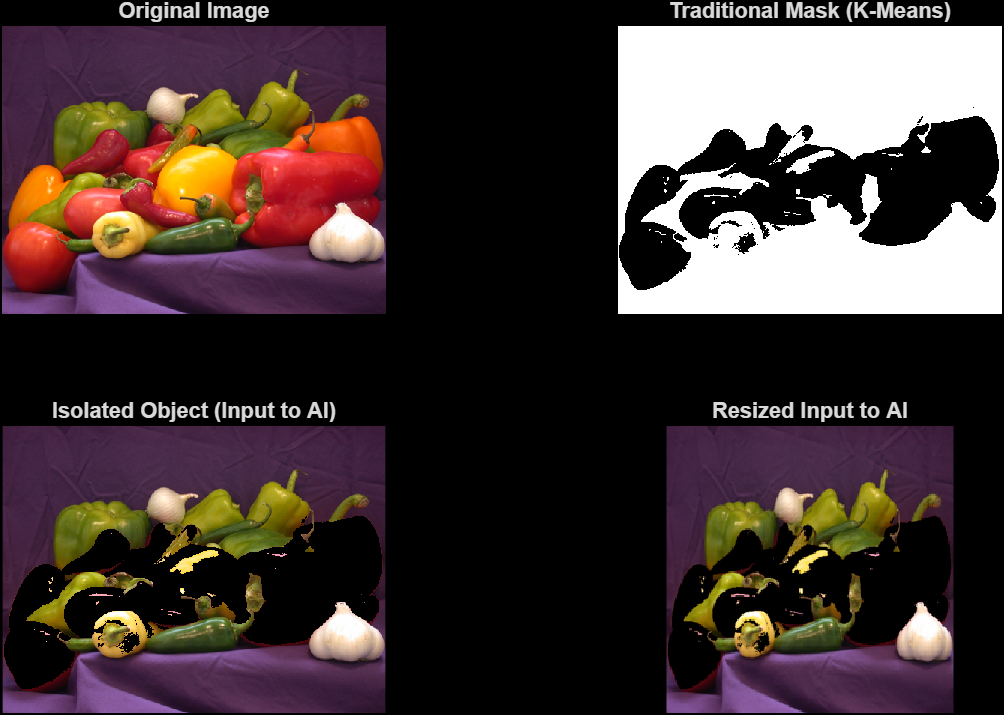 Original Image
Traditional Mask (K-Means)
Isolated Object (Input to AI)
Resized Input to AI